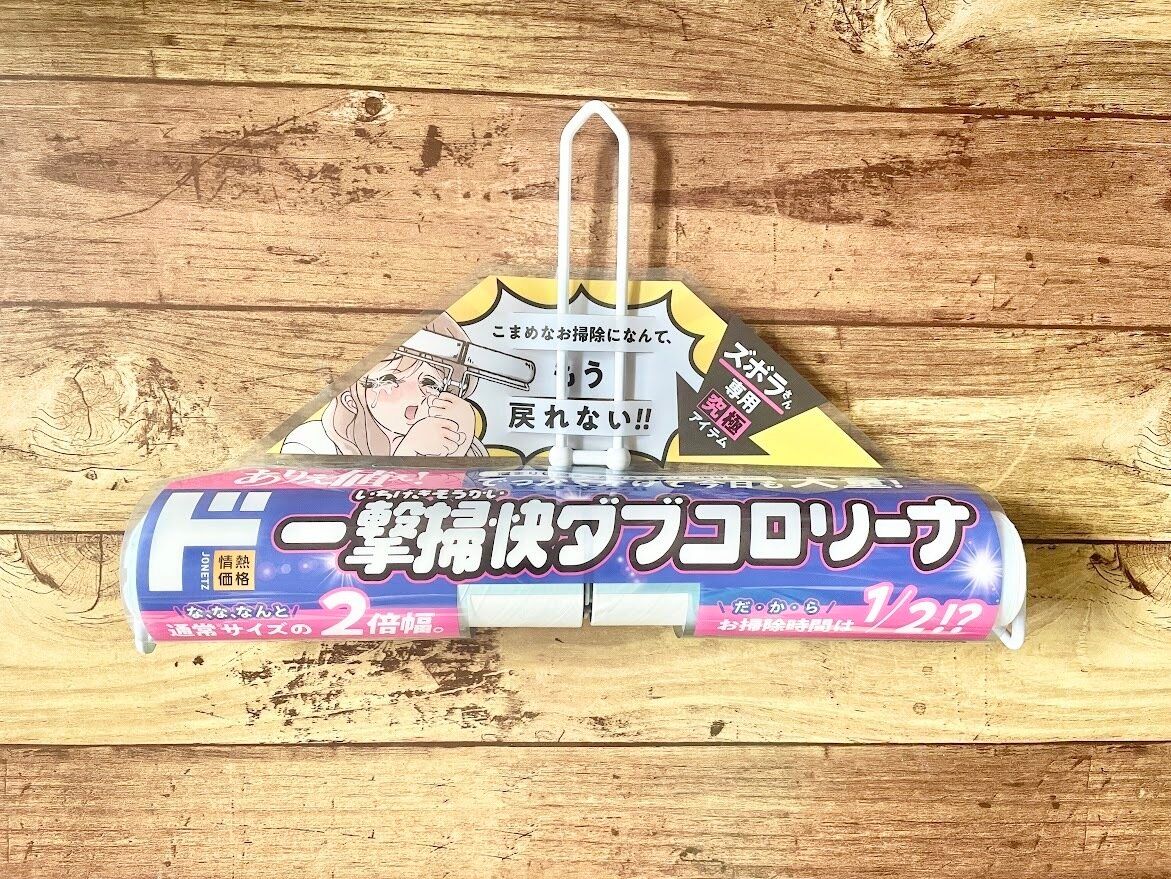 こまめなお掃除になんて、
もう
戻れない!!
ズボラさん
専用
究極
アイテム
ド
JONETZ
情熱
価格
いちげきそうかい
一撃掃快ダブコロリーナ
な、な、なんと
通常サイズの2倍幅。
だ・か・ら
お掃除時間は1/2!?